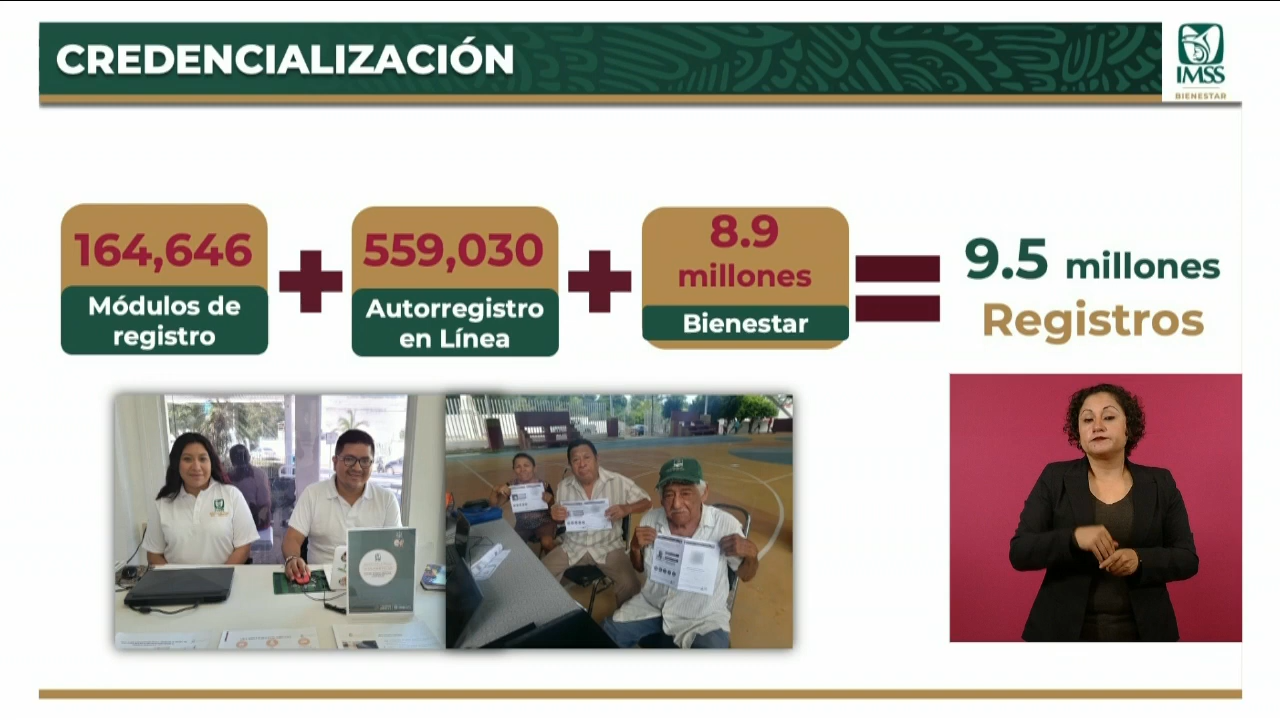 CREDENCIALIZACIÓN
IMSS
BIENESTAR
164,646
Módulos de
registro
559,030
Autorregistro
en Línea
8.9
millones
Bienestar
9.5 millones
Registros